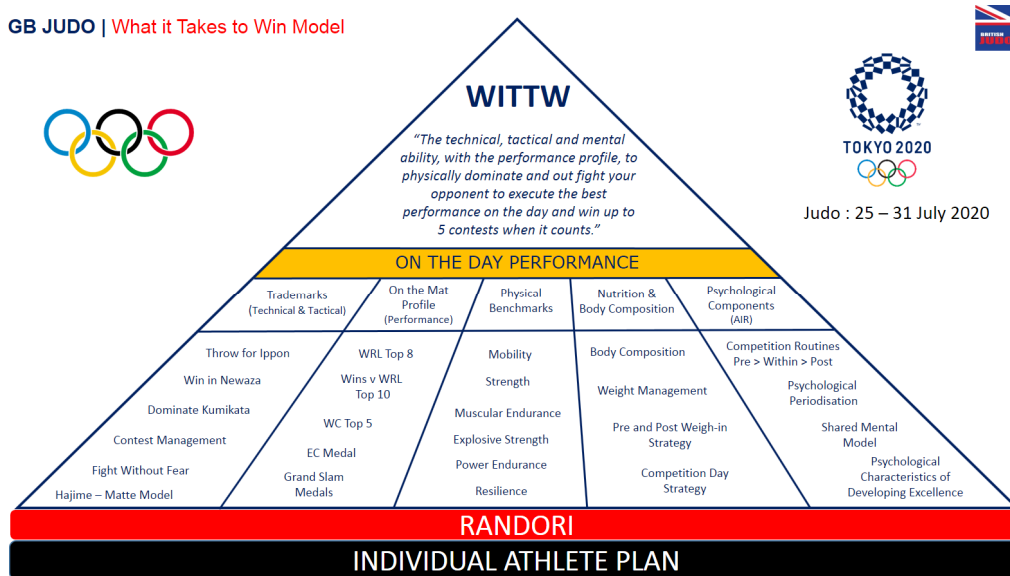 GB JUDO | What it Takes to Win Model
BRITISH
JUDO
WITTW
“The technical, tactical and mental
ability, with the performance profile, to
physically dominate and out fight your
opponent to execute the best
performance on the day and win up to
5 contests when it counts.”
TOKYO 2020
Judo : 25 – 31 July 2020
ON THE DAY PERFORMANCE
Trademarks
(Technical & Tactical)
On the Mat
Profile
(Performance)
Physical
Benchmarks
Nutrition &
Body Composition
Psychological
Components
(AIR)
Throw for Ippon
Win in Newaza
Dominate Kumikata
Contest Management
Fight Without Fear
Hajime – Matte Model
WRL Top 8
Wins v WRL
Top 10
WC Top 5
EC Medal
Grand Slam
Medals
Mobility
Strength
Muscular Endurance
Explosive Strength
Power Endurance
Resilience
Body Composition
Weight Management
Pre and Post Weigh-in
Strategy
Competition Day
Strategy
Competition Routines
Pre > Within > Post
Psychological
Periodisation
Shared Mental
Model
Psychological
Characteristics of
Developing Excellence
RANDORI
INDIVIDUAL ATHLETE PLAN